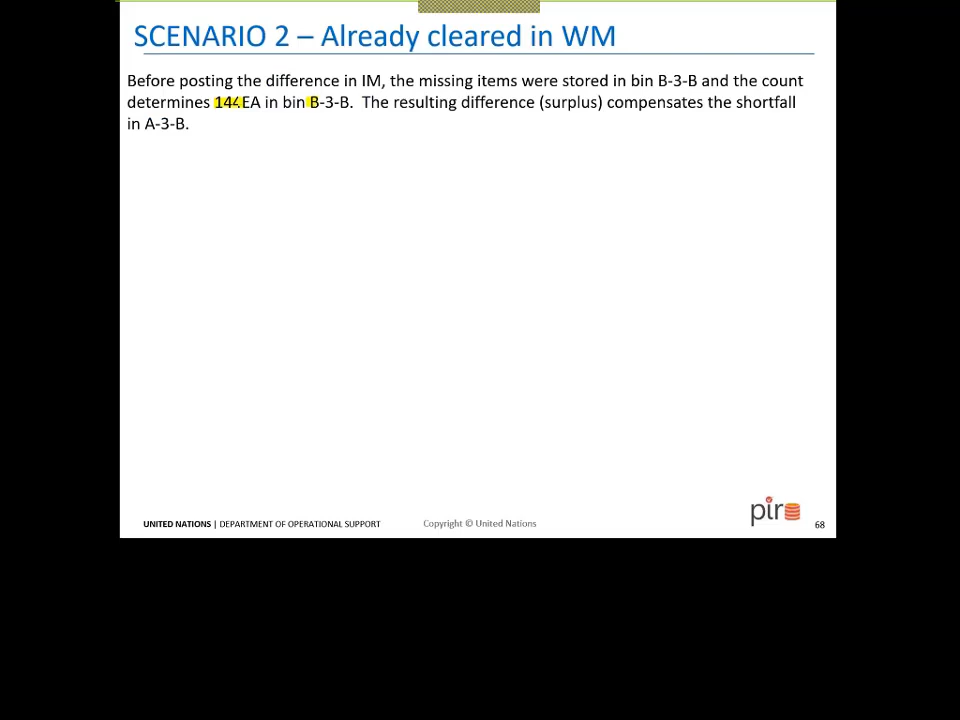 SCENARIO 2 – Already cleared in WM
Before posting the difference in IM, the missing items were stored in bin B-3-B and the count
determines 144EA in bin B-3-B. The resulting difference (surplus) compensates the shortfall
in A-3-B.
UNITED NATIONS | DEPARTMENT OF OPERATIONAL SUPPORT
Copyright © United Nations
pir
68